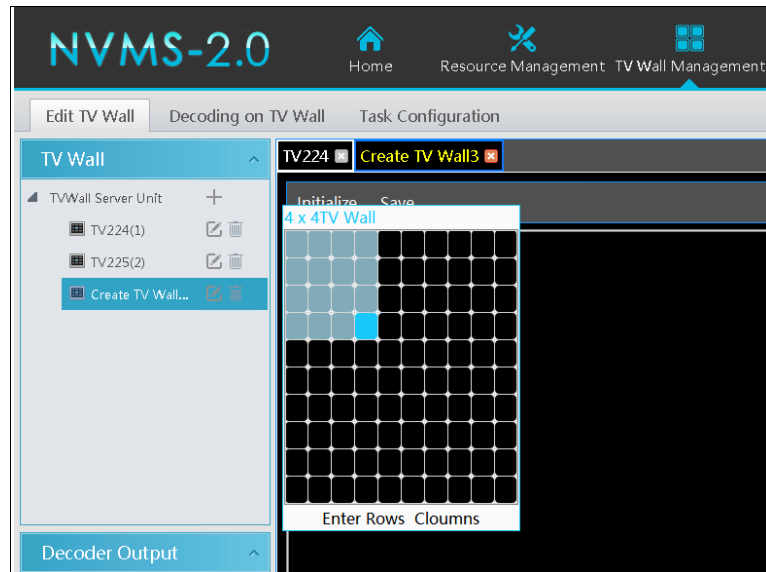 NVMS-2.0
Home Resource Management TV Wall Management
Edit TV Wall Decoding on TV Wall Task Configuration
TV Wall
TVWall Server Unit
TV224(1)
TV225(2)
Create TV Wall...
TV224 Create TV Wall3
Initialize Save
4 x 4TV Wall
Enter Rows Cloumns
Decoder Output